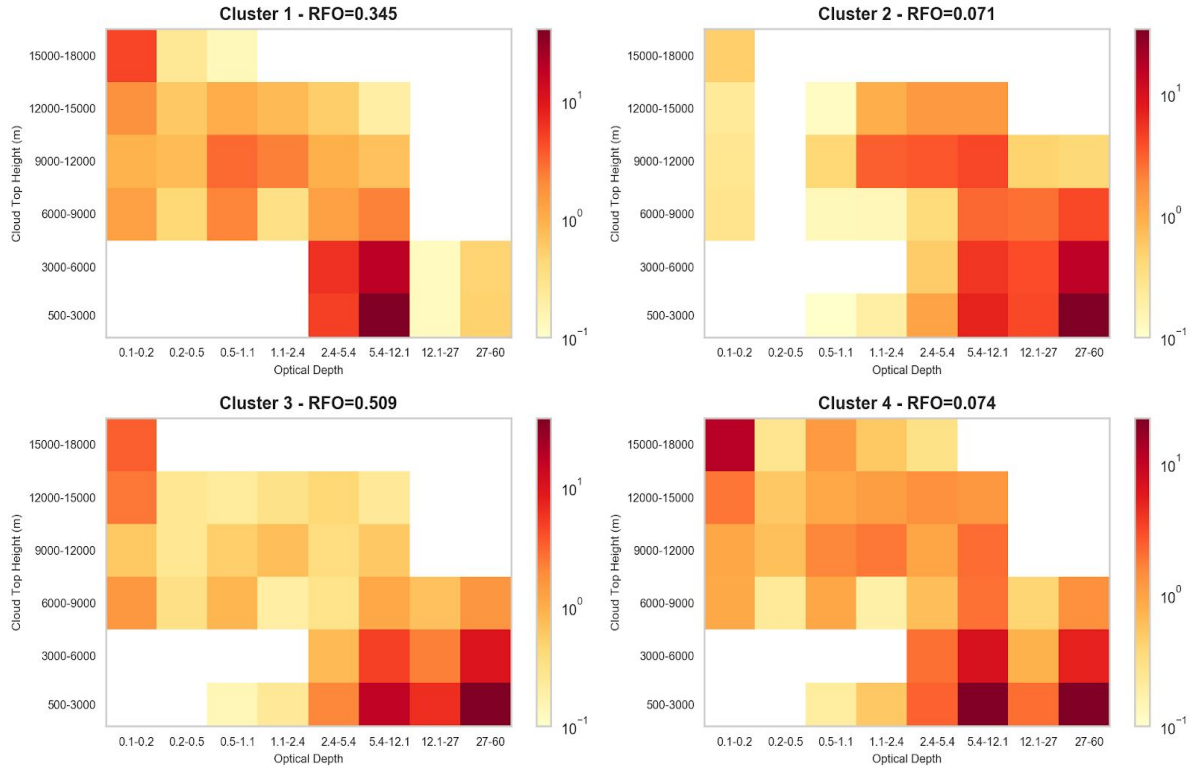 Cluster 1 - RFO=0.345
Cloud Top Height (m)
15000-18000
12000-15000
9000-12000
6000-9000
3000-6000
500-3000
0.1-0.2 0.2-0.5 0.5-1.1 1.1-2.4 2.4-5.4 5.4-12.1 12.1-27 27-60
Optical Depth
10^1
10^0
10^-1
Cluster 2 - RFO=0.071
Cloud Top Height (m)
15000-18000
12000-15000
9000-12000
6000-9000
3000-6000
500-3000
0.1-0.2 0.2-0.5 0.5-1.1 1.1-2.4 2.4-5.4 5.4-12.1 12.1-27 27-60
Optical Depth
10^1
10^0
10^-1
Cluster 3 - RFO=0.509
Cloud Top Height (m)
15000-18000
12000-15000
9000-12000
6000-9000
3000-6000
500-3000
0.1-0.2 0.2-0.5 0.5-1.1 1.1-2.4 2.4-5.4 5.4-12.1 12.1-27 27-60
Optical Depth
10^1
10^0
10^-1
Cluster 4 - RFO=0.074
Cloud Top Height (m)
15000-18000
12000-15000
9000-12000
6000-9000
3000-6000
500-3000
0.1-0.2 0.2-0.5 0.5-1.1 1.1-2.4 2.4-5.4 5.4-12.1 12.1-27 27-60
Optical Depth
10^1
10^0
10^-1